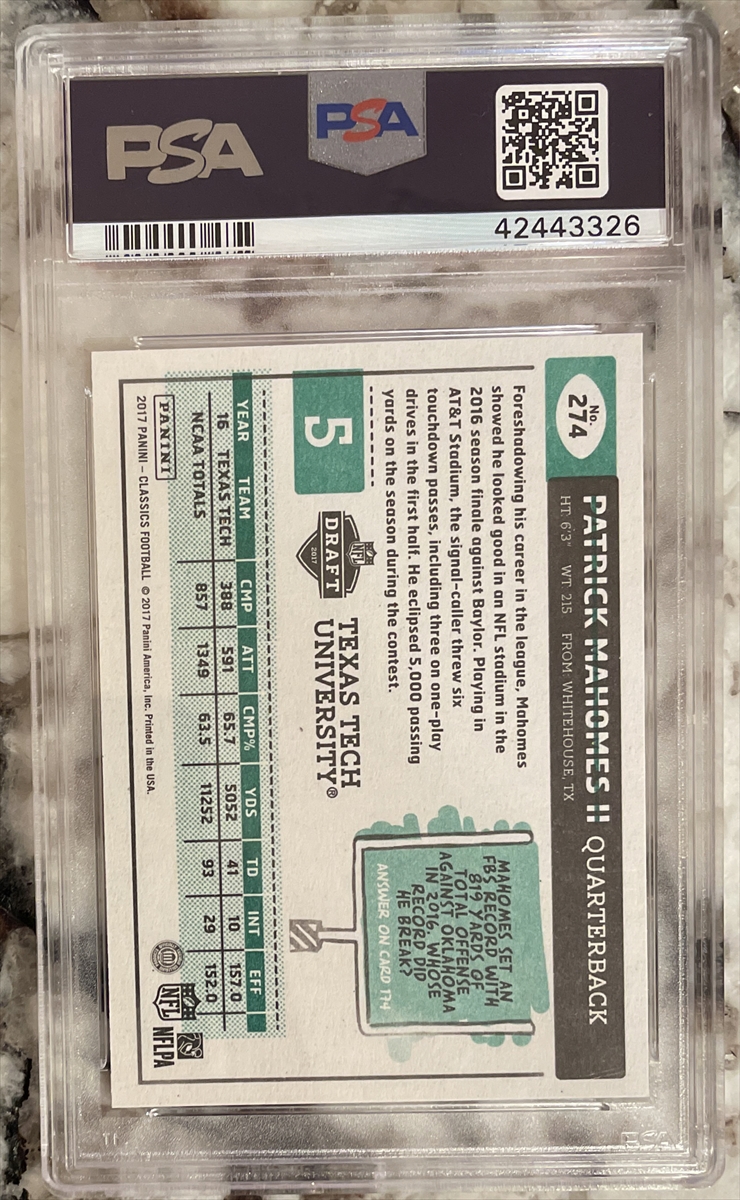 PSA
PSA
42443326
No.
274
PATRICK MAHOMES II QUARTERBACK
HT: 6'3" WT: 215 FROM: WHITEHOUSE, TX
Foreshadowing his career in the league, Mahomes
showed he looked good in an NFL stadium in the
2016 season finale against Baylor. Playing in
AT&T Stadium, the signal-caller threw six
touchdown passes, including three on one-play
drives in the first half. He eclipsed 5,000 passing
yards on the season during the contest.
MAHOMES SET AN
FBS RECORD WITH
819 YARDS OF
TOTAL OFFENSE
AGAINST OKLAHOMA
IN 2016. WHOSE
RECORD DID
HE BREAK?
ANSWER ON CARD 174
5
NFL
DRAFT
2017
TEXAS TECH
UNIVERSITY®
YEAR TEAM CMP ATT CMP% YDS TD INT EFF
16 TEXAS TECH 388 591 65.7 5052 41 10 157.0
NCAA TOTALS 857 1349 63.5 11252 93 29 152.0
PANINI
NFL
NFLPA
2017 PANINI – CLASSICS FOOTBALL © 2017 Panini America, Inc. Printed in the USA.